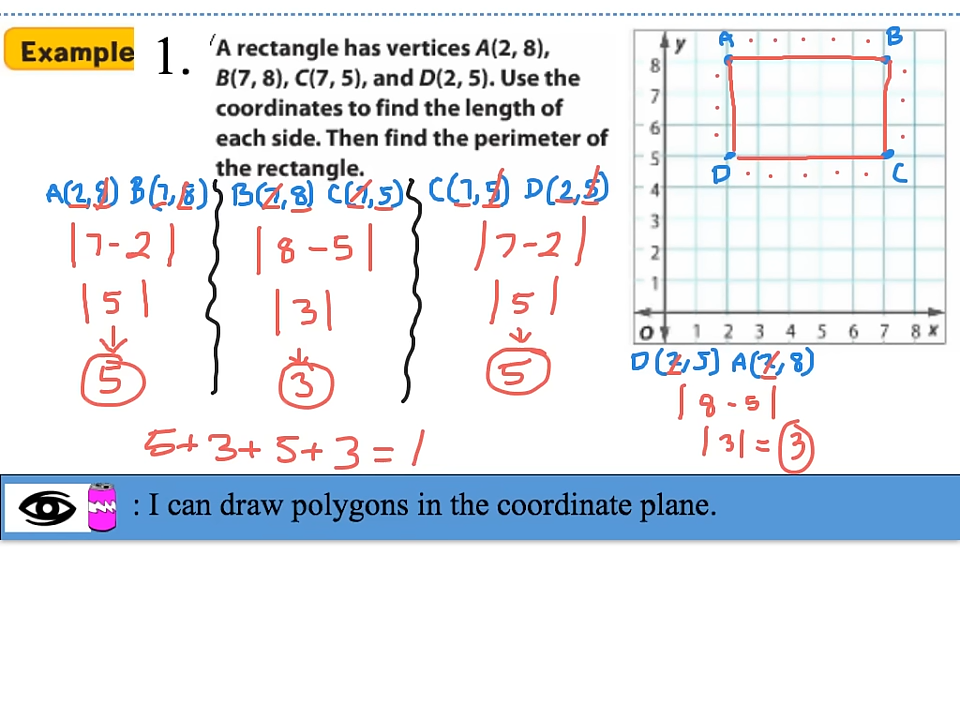 Example 1. A rectangle has vertices A(2, 8),
B(7, 8), C(7, 5), and D(2, 5). Use the
coordinates to find the length of
each side. Then find the perimeter of
the rectangle.
A(2,8) B(7,8) B(7,8) C(7,5) C(7,5) D(2,5)
|7-2| |8-5| |7-2|
|5| |3| |5|
5 3 5
5+3+5+3=1
A B
D C
y
8
7
6
5
4
3
2
1
O 1 2 3 4 5 6 7 8 x
D(2,5) A(2,8)
|8-5|
|3|=3
: I can draw polygons in the coordinate plane.